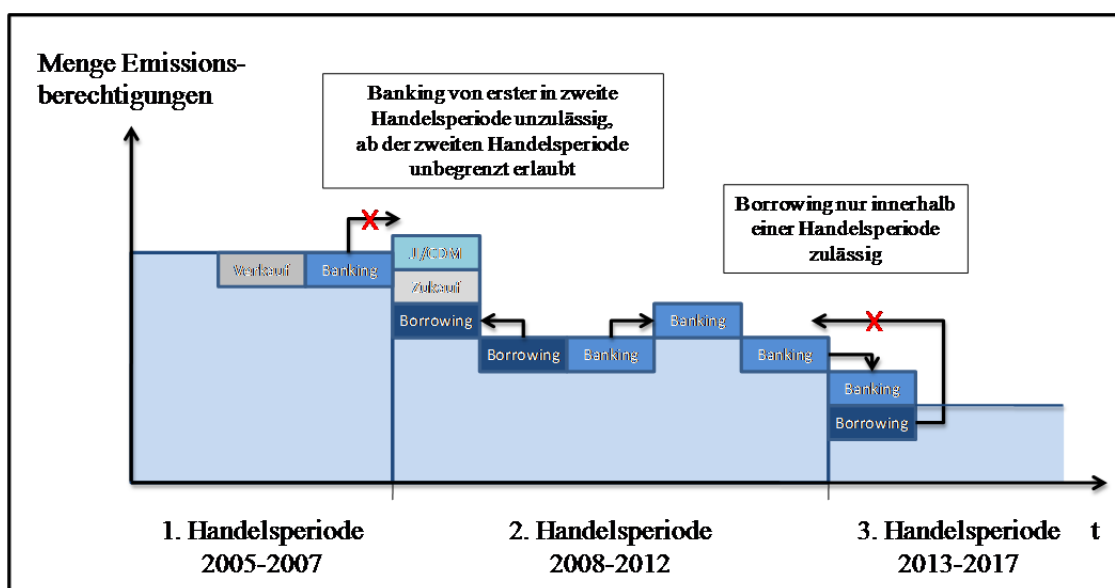 Menge Emissions-
berechtigungen
Banking von erster in zweite
Handelsperiode unzulässig,
ab der zweiten Handelsperiode
unbegrenzt erlaubt
Borrowing nur innerhalb
einer Handelsperiode
zulässig
Verkauf
Banking
JI/CDM
Zukauf
Borrowing
Borrowing
Banking
Banking
Banking
Banking
Borrowing
1. Handelsperiode
2005-2007
2. Handelsperiode
2008-2012
3. Handelsperiode
2013-2017
t